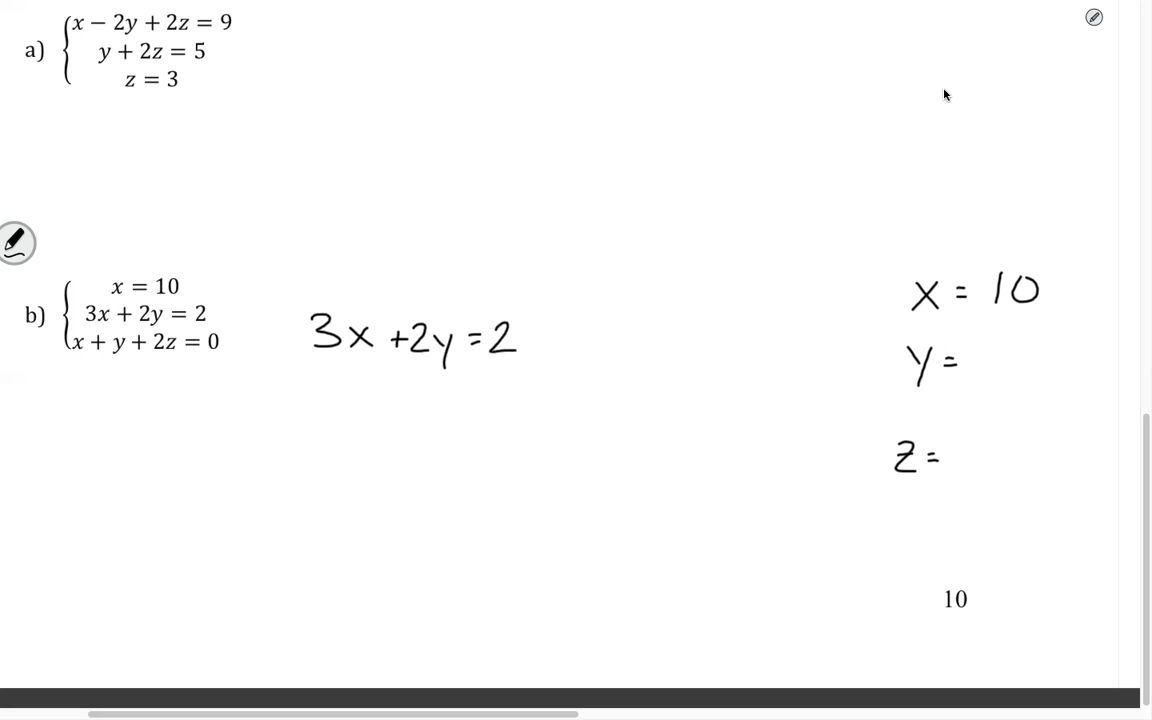 a) x − 2y + 2z = 9
y + 2z = 5
z = 3
b) x = 10
3x + 2y = 2
x + y + 2z = 0
3x +2y = 2
x = 10
y =
z =
10